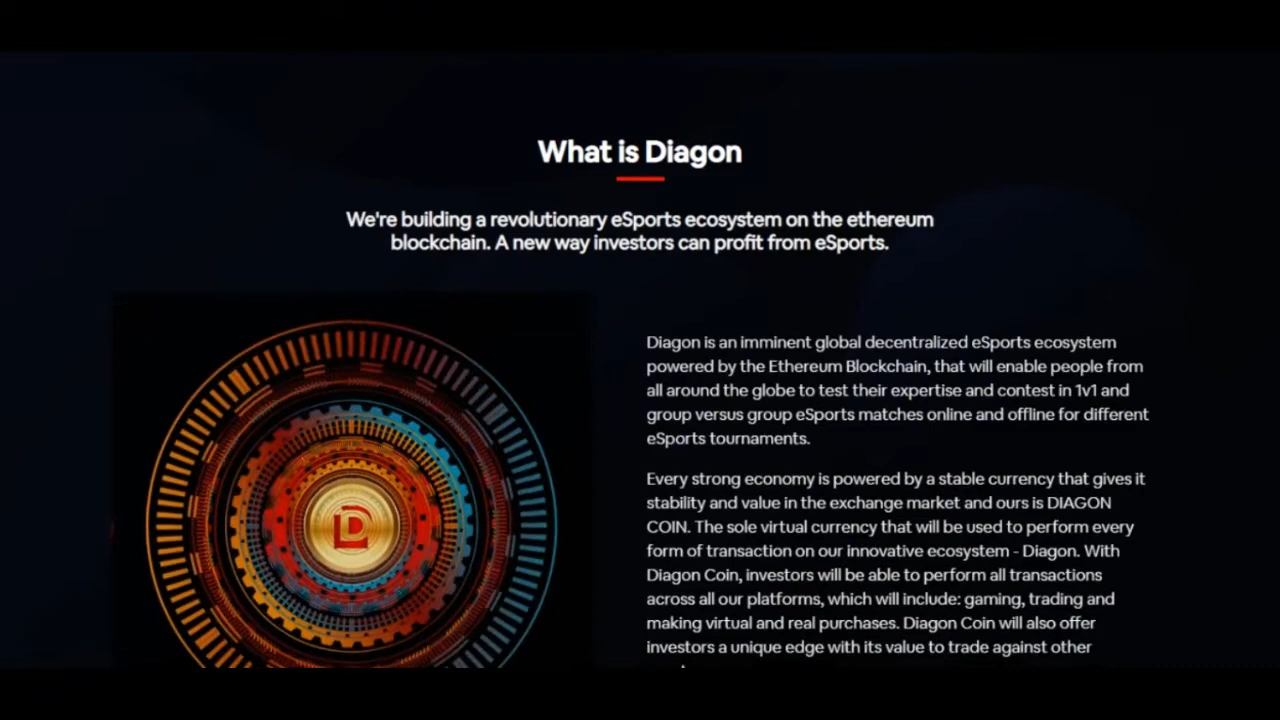 What is Diagon
We're building a revolutionary eSports ecosystem on the ethereum
blockchain. A new way investors can profit from eSports.
Diagon is an imminent global decentralized eSports ecosystem
powered by the Ethereum Blockchain, that will enable people from
all around the globe to test their expertise and contest in 1v1 and
group versus group eSports matches online and offline for different
eSports tournaments.
Every strong economy is powered by a stable currency that gives it
stability and value in the exchange market and ours is DIAGON
COIN. The sole virtual currency that will be used to perform every
form of transaction on our innovative ecosystem - Diagon. With
Diagon Coin, investors will be able to perform all transactions
across all our platforms, which will include: gaming, trading and
making virtual and real purchases. Diagon Coin will also offer
investors a unique edge with its value to trade against other